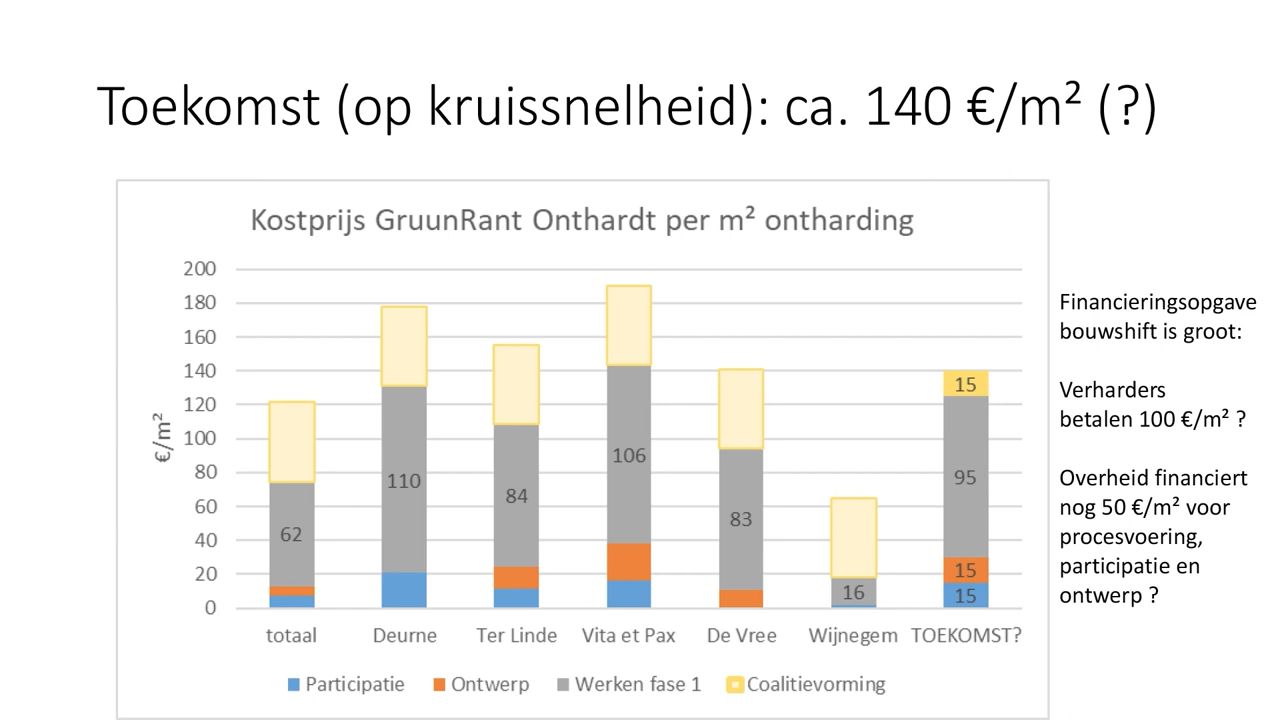 Toekomst (op kruissnelheid): ca. 140 €/m² (?)
Kostprijs GruunRant Onthardt per m² ontharding
200
180
160
140
120
100
80
60
40
20
0
€/m²
62
110
84
106
83
16
15
95
15
15
totaal
Deurne
Ter Linde
Vita et Pax
De Vree
Wijnegem
TOEKOMST?
Participatie
Ontwerp
Werken fase 1
Coalitievorming
Financieringsopgave
bouwshift is groot:
Verharders
betalen 100 €/m² ?
Overheid financiert
nog 50 €/m² voor
procesvoering,
participatie en
ontwerp ?